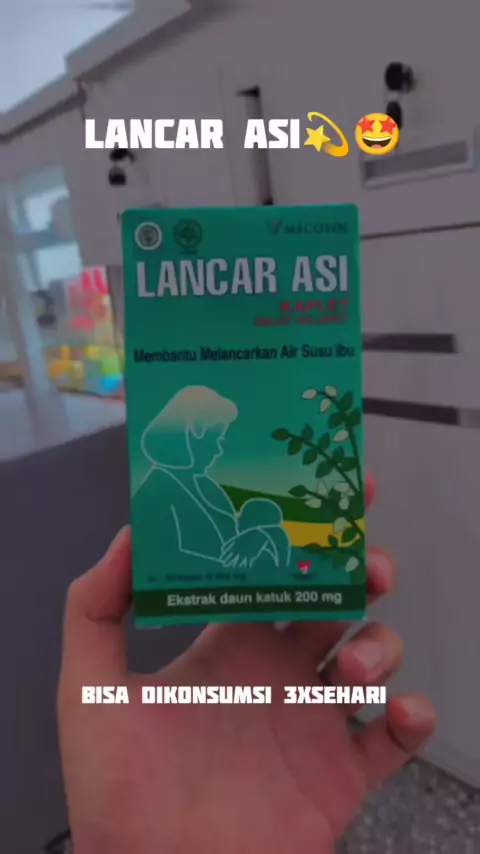 LANCAR ASI💫🤩
MECOSIN
LANCAR ASI
KAPLET
Membantu Melancarkan Air Susu Ibu
Ekstrak daun katuk 200 mg
BISA DIKONSUMSI 3XSEHARI